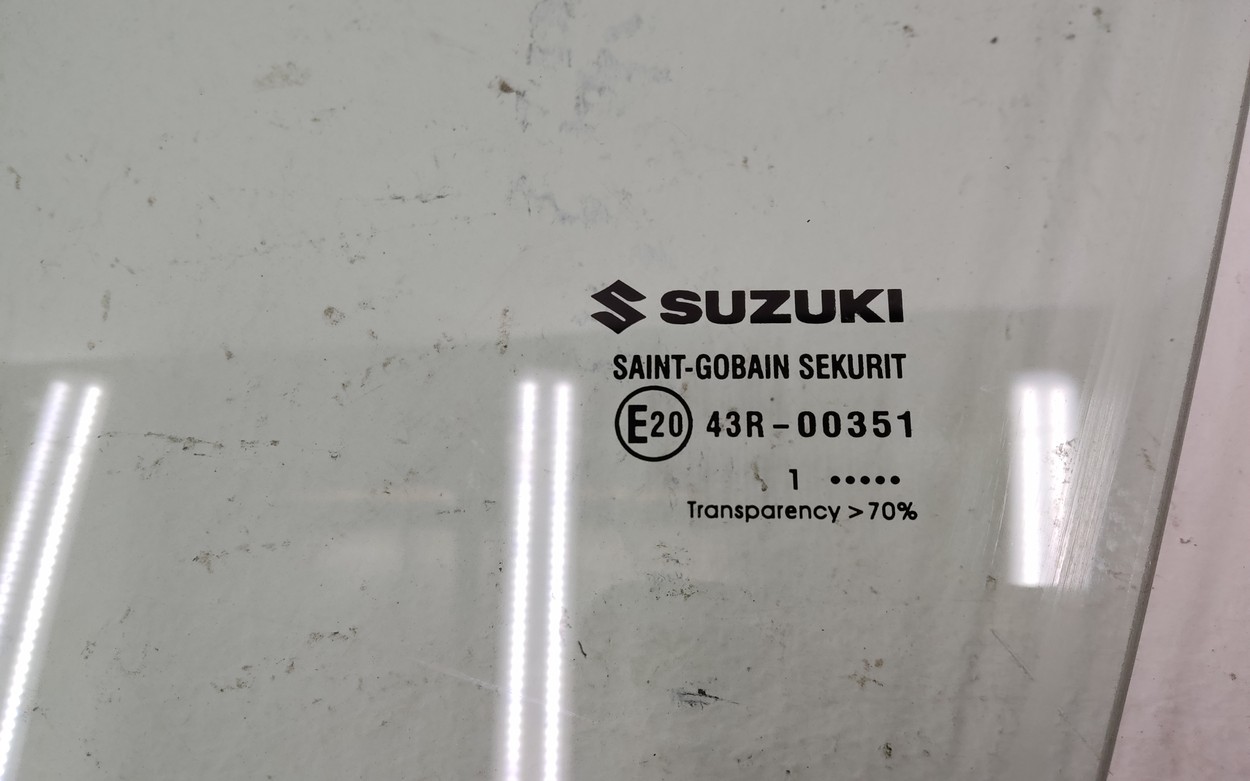 SUZUKI
SAINT-GOBAIN SEKURIT
E20 43R-00351
1 •••••
Transparency >70%